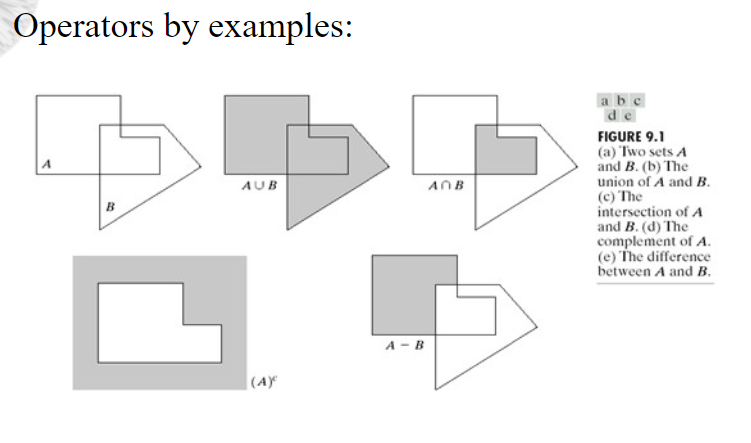 Operators by examples:
A
B
A∪B
A∩B
(A)ᶜ
A − B
a b c
d e
FIGURE 9.1
(a) Two sets A
and B. (b) The
union of A and B.
(c) The
intersection of A
and B. (d) The
complement of A.
(e) The difference
between A and B.